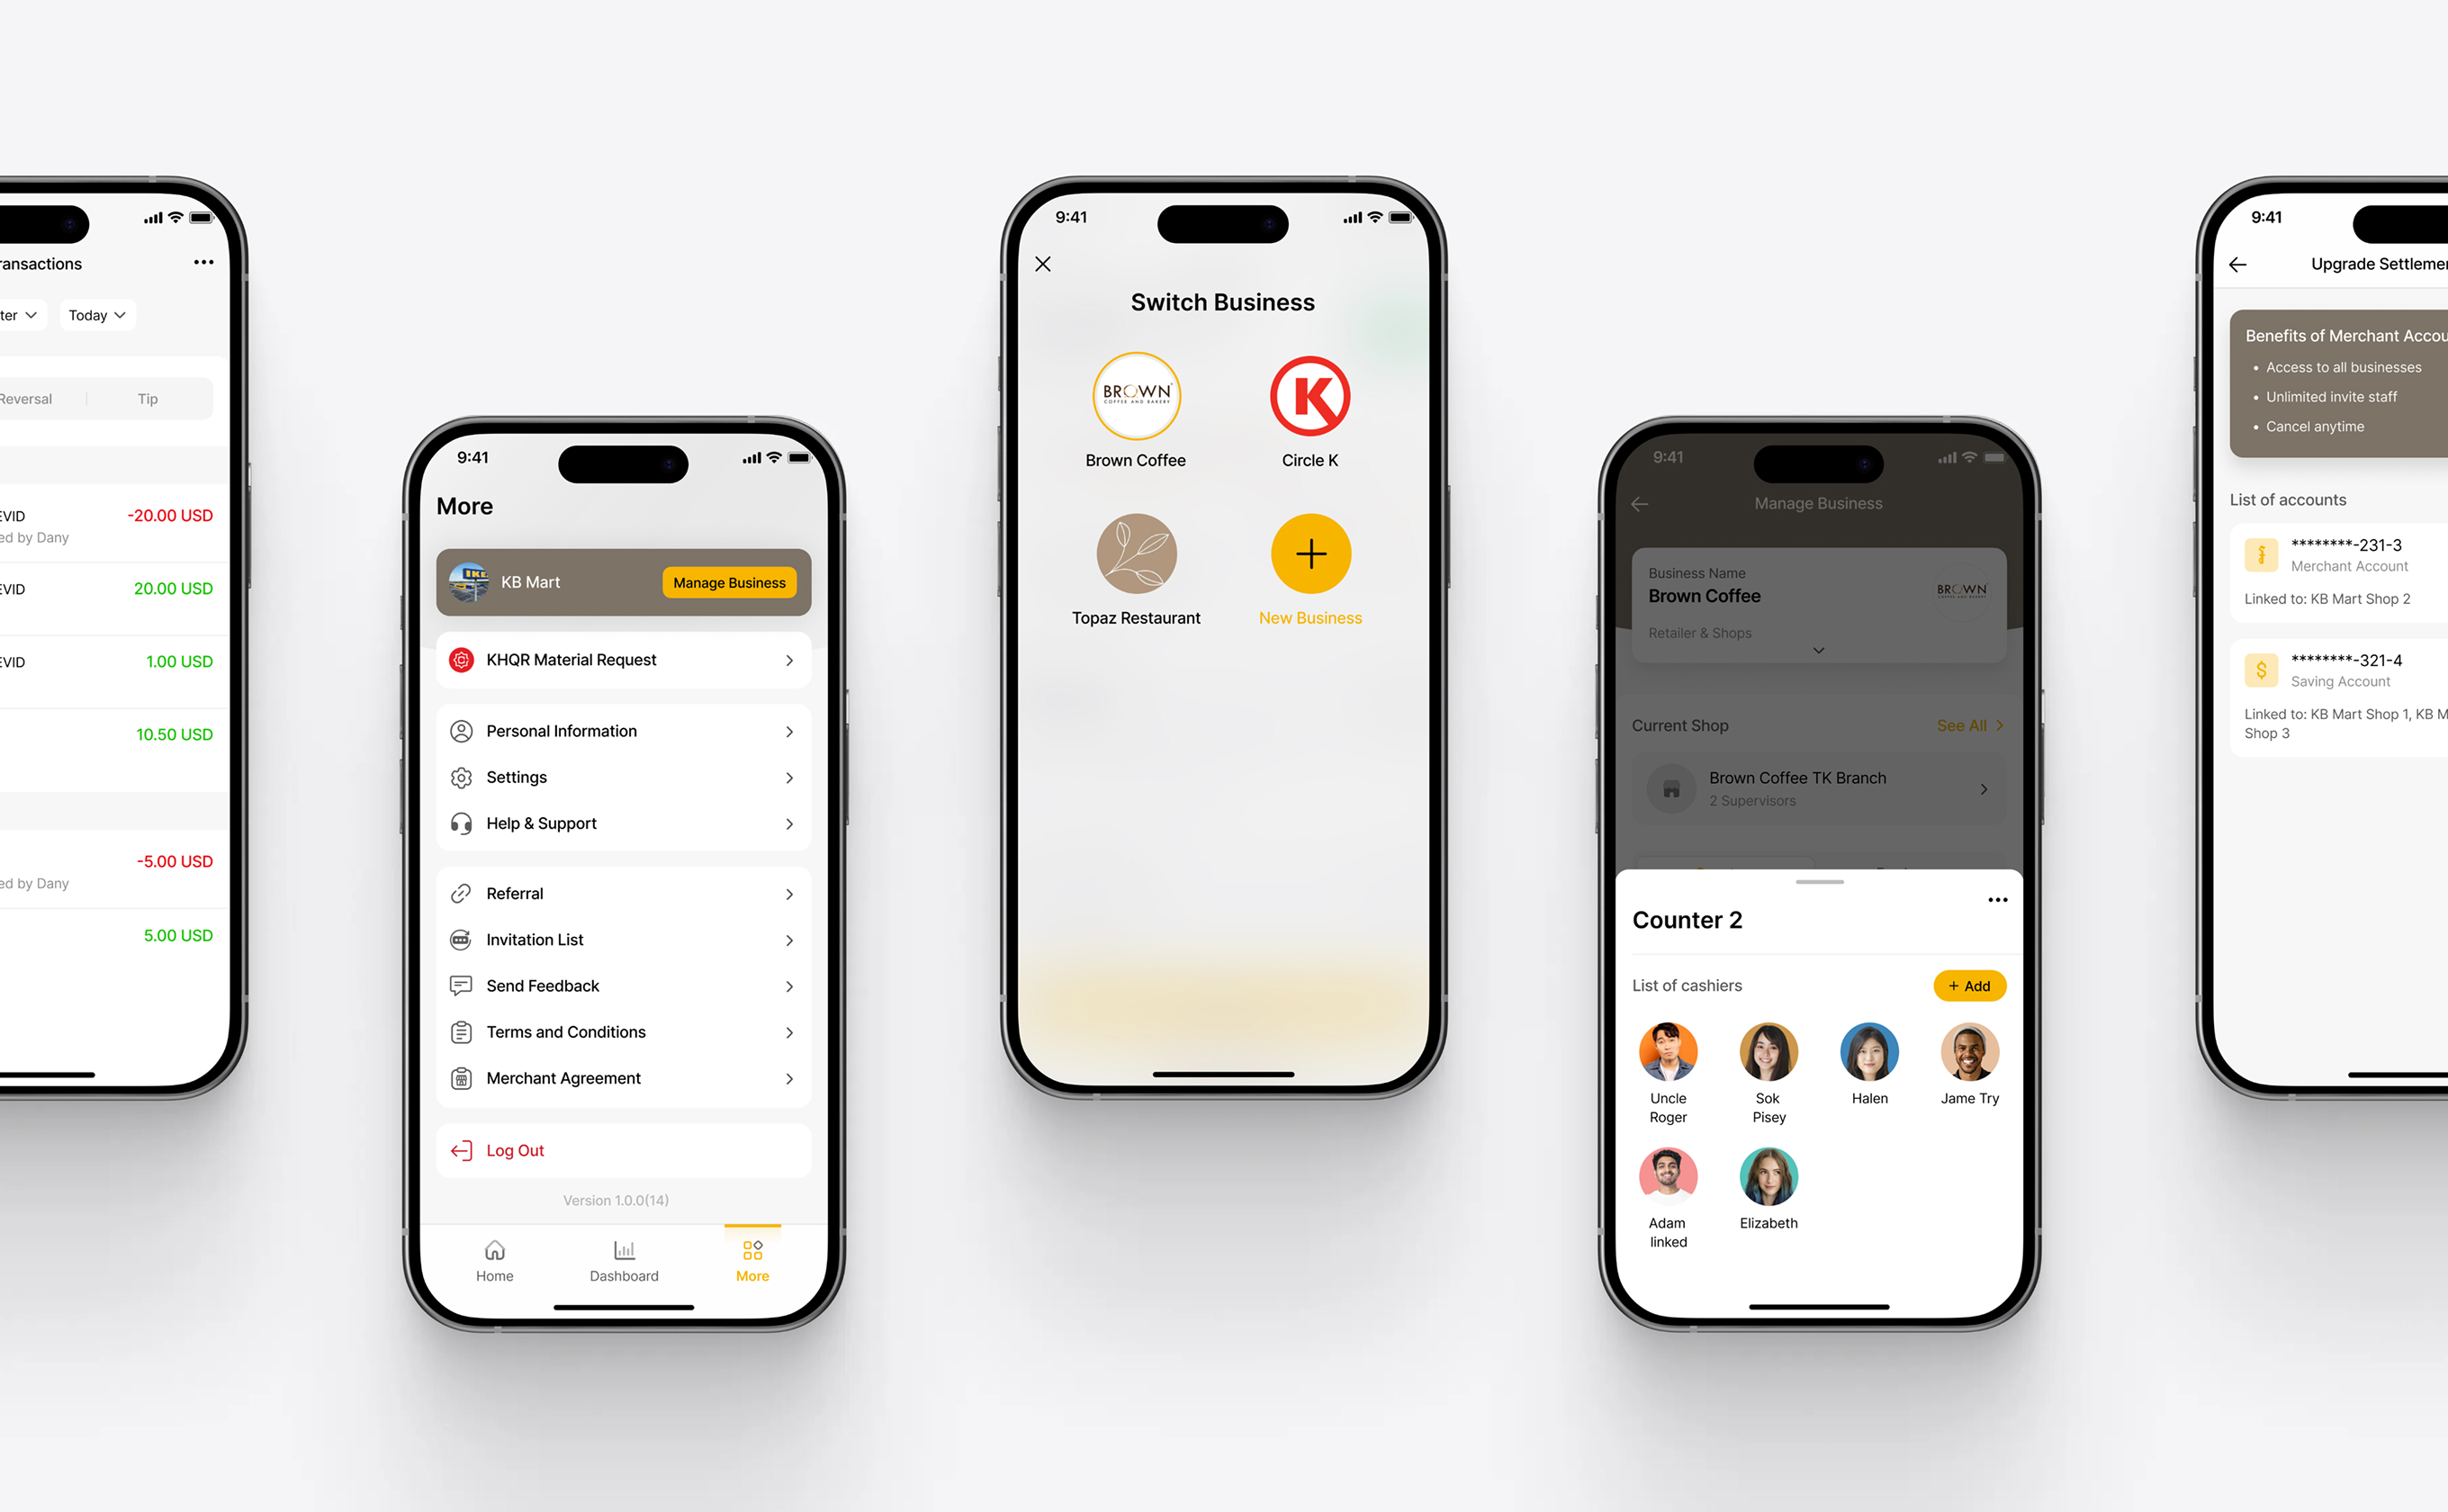 ansactions
ter
Today
Reversal
Tip
EVID
-20.00 USD
ed by Dany
EVID
20.00 USD
EVID
1.00 USD
10.50 USD
-5.00 USD
ed by Dany
5.00 USD
9:41
More
KB Mart
Manage Business
KHQR Material Request
Personal Information
Settings
Help & Support
Referral
Invitation List
Send Feedback
Terms and Conditions
Merchant Agreement
Log Out
Version 1.0.0(14)
Home
Dashboard
More
9:41
Switch Business
BROWN
COFFEE AND BAKERY
K
Brown Coffee
Circle K
Topaz Restaurant
New Business
9:41
Manage Business
Business Name
Brown Coffee
BROWN
Retailer & Shops
Current Shop
See All
Brown Coffee TK Branch
2 Supervisors
Counter 2
List of cashiers
+ Add
Uncle
Roger
Sok
Pisey
Halen
Jame Try
Adam
linked
Elizabeth
9:41
Upgrade Settlemen
Benefits of Merchant Accou
• Access to all businesses
• Unlimited invite staff
• Cancel anytime
List of accounts
********-231-3
Merchant Account
Linked to: KB Mart Shop 2
$
********-321-4
Saving Account
Linked to: KB Mart Shop 1, KB M
Shop 3